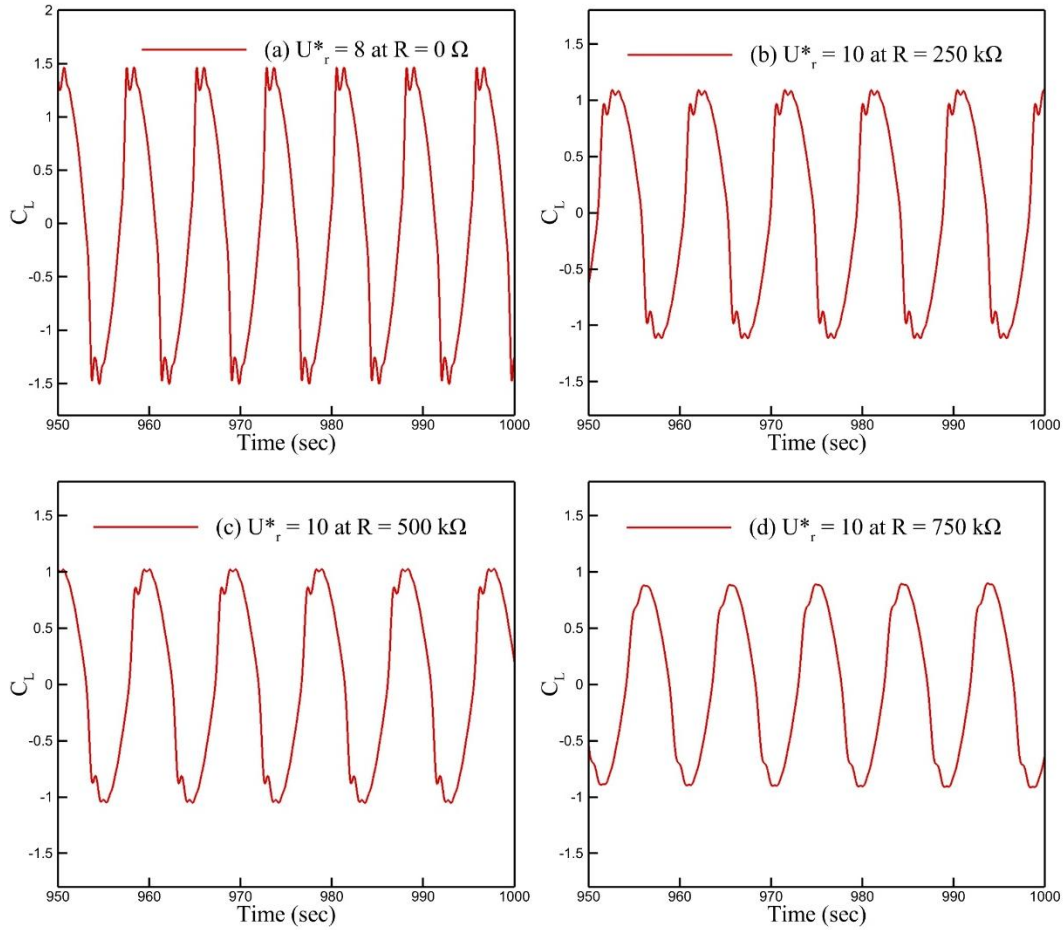 2
1.5
1
0.5
0
-0.5
-1
-1.5
C_L
950 960 970 980 990 1000
Time (sec)
(a) U*_r = 8 at R = 0 Ω
1.5
1
0.5
0
-0.5
-1
-1.5
C_L
950 960 970 980 990 1000
Time (sec)
(b) U*_r = 10 at R = 250 kΩ
1.5
1
0.5
0
-0.5
-1
-1.5
C_L
950 960 970 980 990 1000
Time (sec)
(c) U*_r = 10 at R = 500 kΩ
1.5
1
0.5
0
-0.5
-1
-1.5
C_L
950 960 970 980 990 1000
Time (sec)
(d) U*_r = 10 at R = 750 kΩ